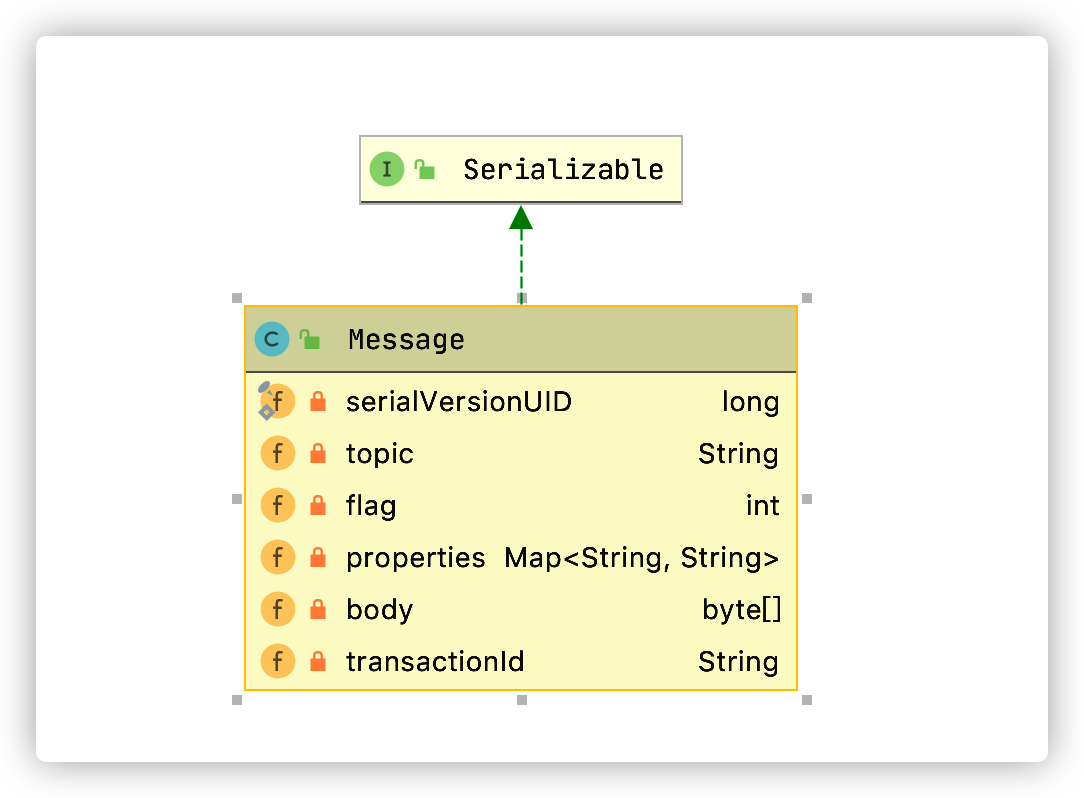 I Serializable
C Message
f serialVersionUID long
f topic String
f flag int
f properties Map<String, String>
f body byte[]
f transactionId String